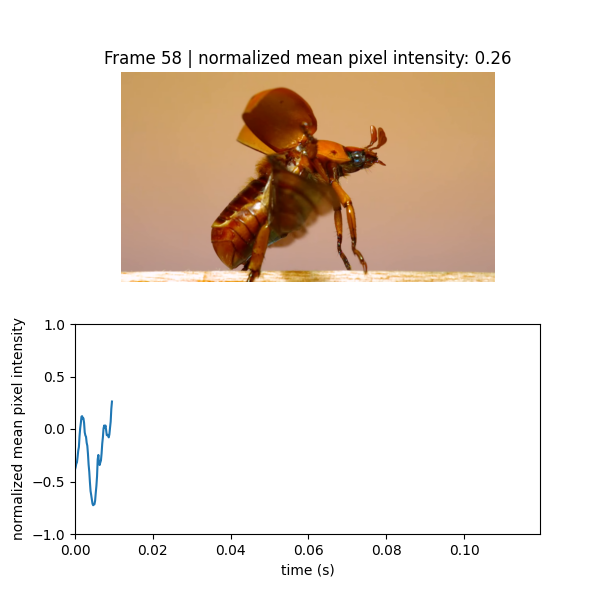 Frame 58 | normalized mean pixel intensity: 0.26
normalized mean pixel intensity
1.0
0.5
0.0
−0.5
−1.0
0.00 0.02 0.04 0.06 0.08 0.10
time (s)